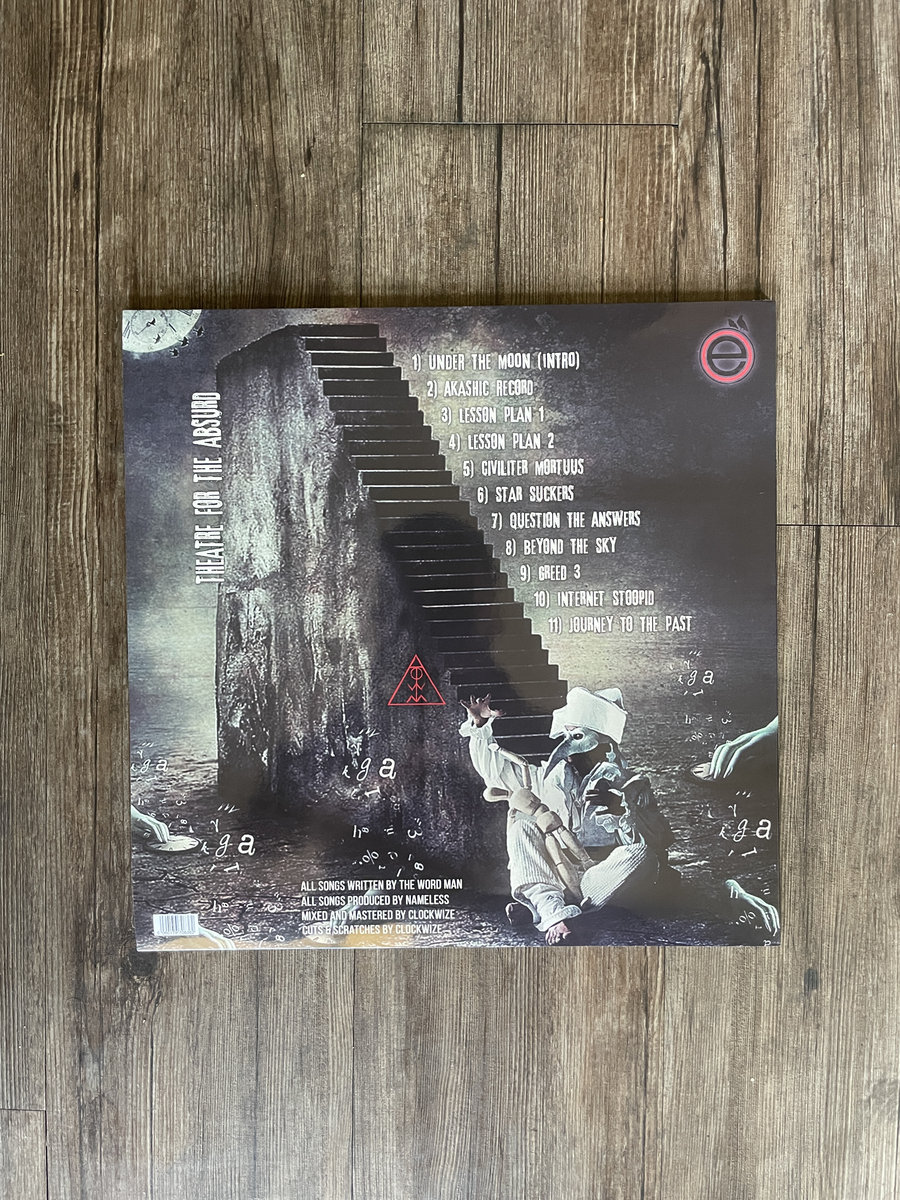 THEATRE FOR THE ABSURD
1) UNDER THE MOON (INTRO)
2) AKASHIC RECORD
3) LESSON PLAN 1
4) LESSON PLAN 2
5) CIVILITER MORTUUS
6) STAR SUCKERS
7) QUESTION THE ANSWERS
8) BEYOND THE SKY
9) GREED 3
10) INTERNET STOOPID
11) JOURNEY TO THE PAST
e
g a
g a
g a
g a
g a
ALL SONGS WRITTEN BY THE WORD MAN
ALL SONGS PRODUCED BY NAMELESS
MIXED AND MASTERED BY CLOCKWIZE
CUTS & SCRATCHES BY CLOCKWIZE